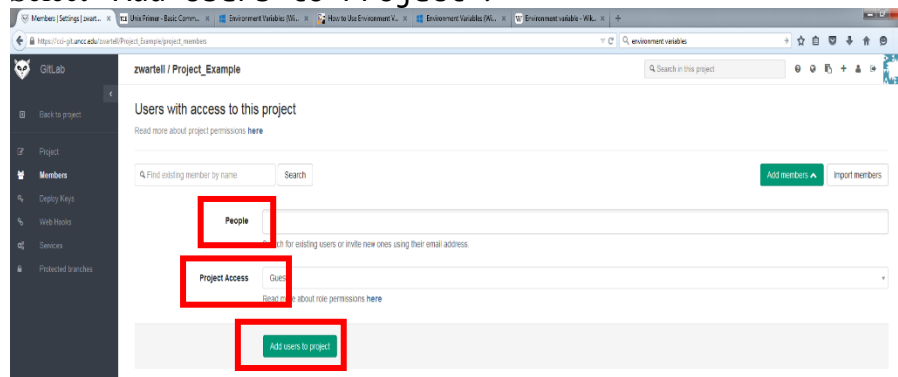 Add Users to Project
Members | Settings | zwart...
Unix Primer - Basic Comm...
Environment Variables (Wi...
How to Use Environment V...
Environment Variables (Wi...
Environment variable - Wik...
https://cci-git.uncc.edu/zwartell/Project_Example/project_members
environment variables
GitLab
zwartell / Project_Example
Search in this project
Back to project
Users with access to this project
Read more about project permissions here
Project
Members
Find existing member by name
Search
Add members
Import members
Deploy Keys
Web Hooks
People
Search for existing users or invite new ones using their email address.
Services
Protected branches
Project Access
Guest
Read more about role permissions here
Add users to project